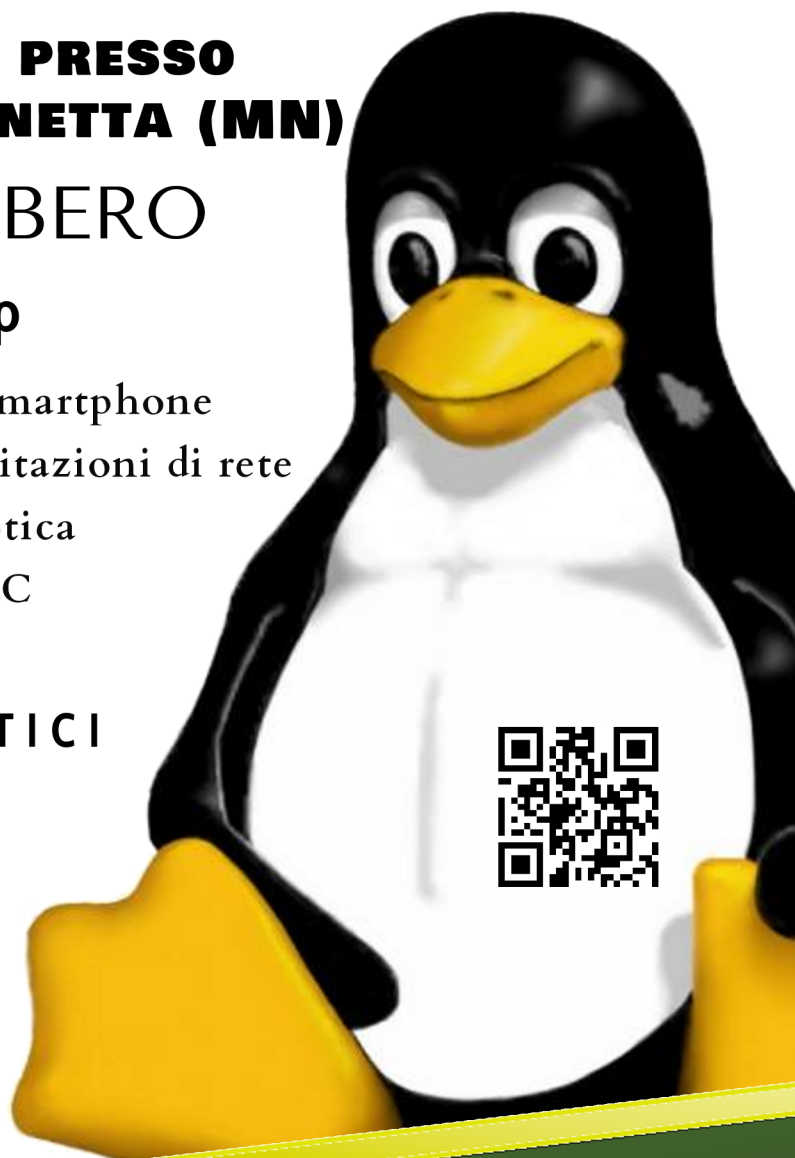 PRESSO
NETTA (MN)
BERO
p
martphone
itazioni di rete
tica
C
TICI